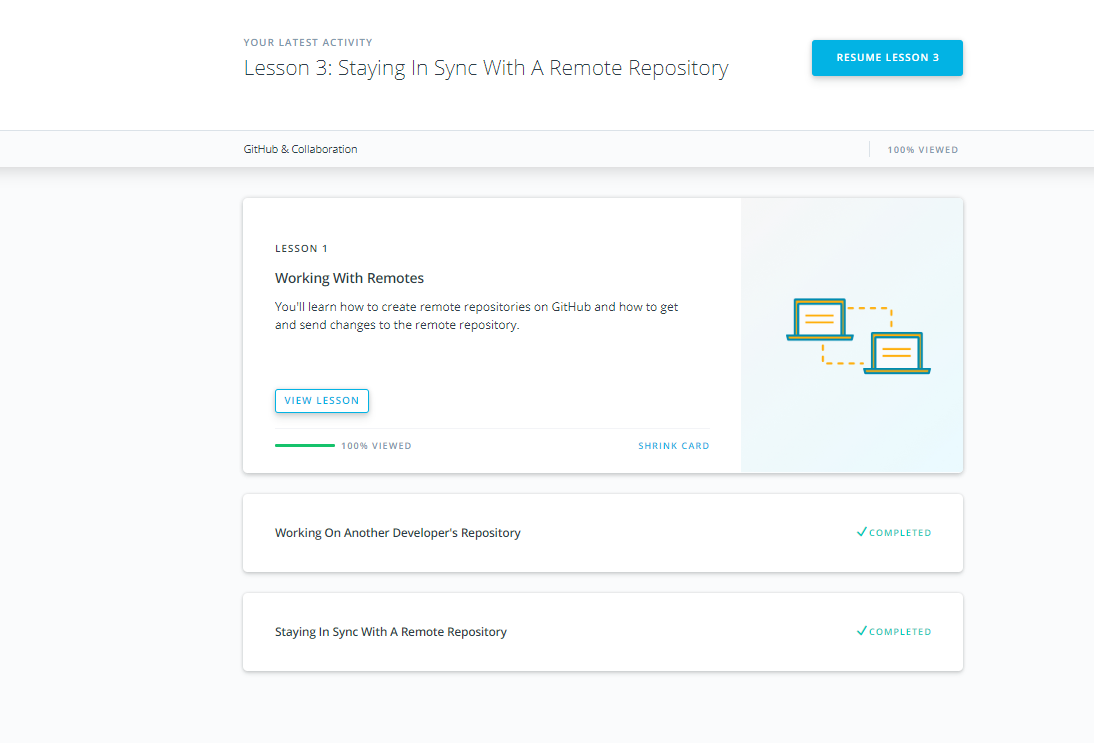 YOUR LATEST ACTIVITY
Lesson 3: Staying In Sync With A Remote Repository
RESUME LESSON 3
GitHub & Collaboration
100% VIEWED
LESSON 1
Working With Remotes
You'll learn how to create remote repositories on GitHub and how to get
and send changes to the remote repository.
VIEW LESSON
100% VIEWED
SHRINK CARD
Working On Another Developer's Repository
COMPLETED
Staying In Sync With A Remote Repository
COMPLETED